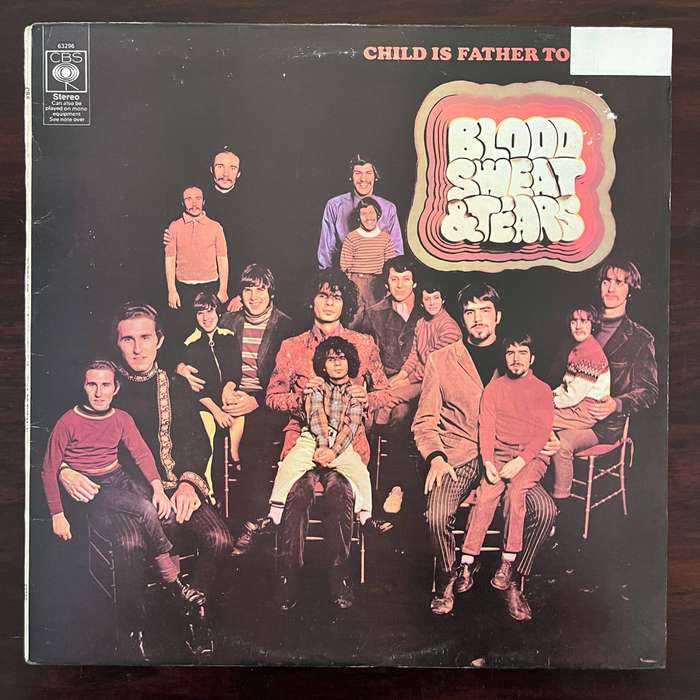 63296
CBS
Stereo
Can also be
played on mono
equipment
See note over
CHILD IS FATHER TO
BLOOD
SWEAT
& TEARS